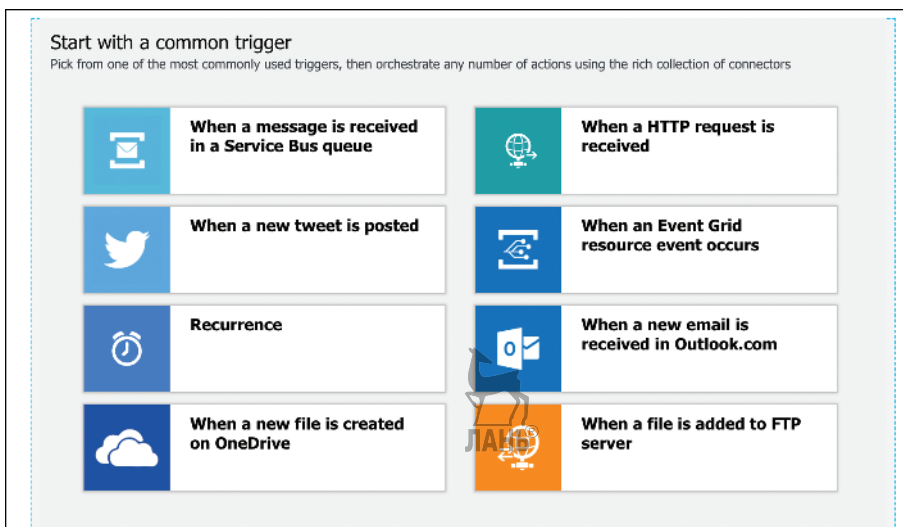 Start with a common trigger
Pick from one of the most commonly used triggers, then orchestrate any number of actions using the rich collection of connectors
When a message is received
in a Service Bus queue
When a HTTP request is
received
When a new tweet is posted
When an Event Grid
resource event occurs
Recurrence
When a new email is
received in Outlook.com
When a new file is created
on OneDrive
When a file is added to FTP
server
ЛАНЬ®